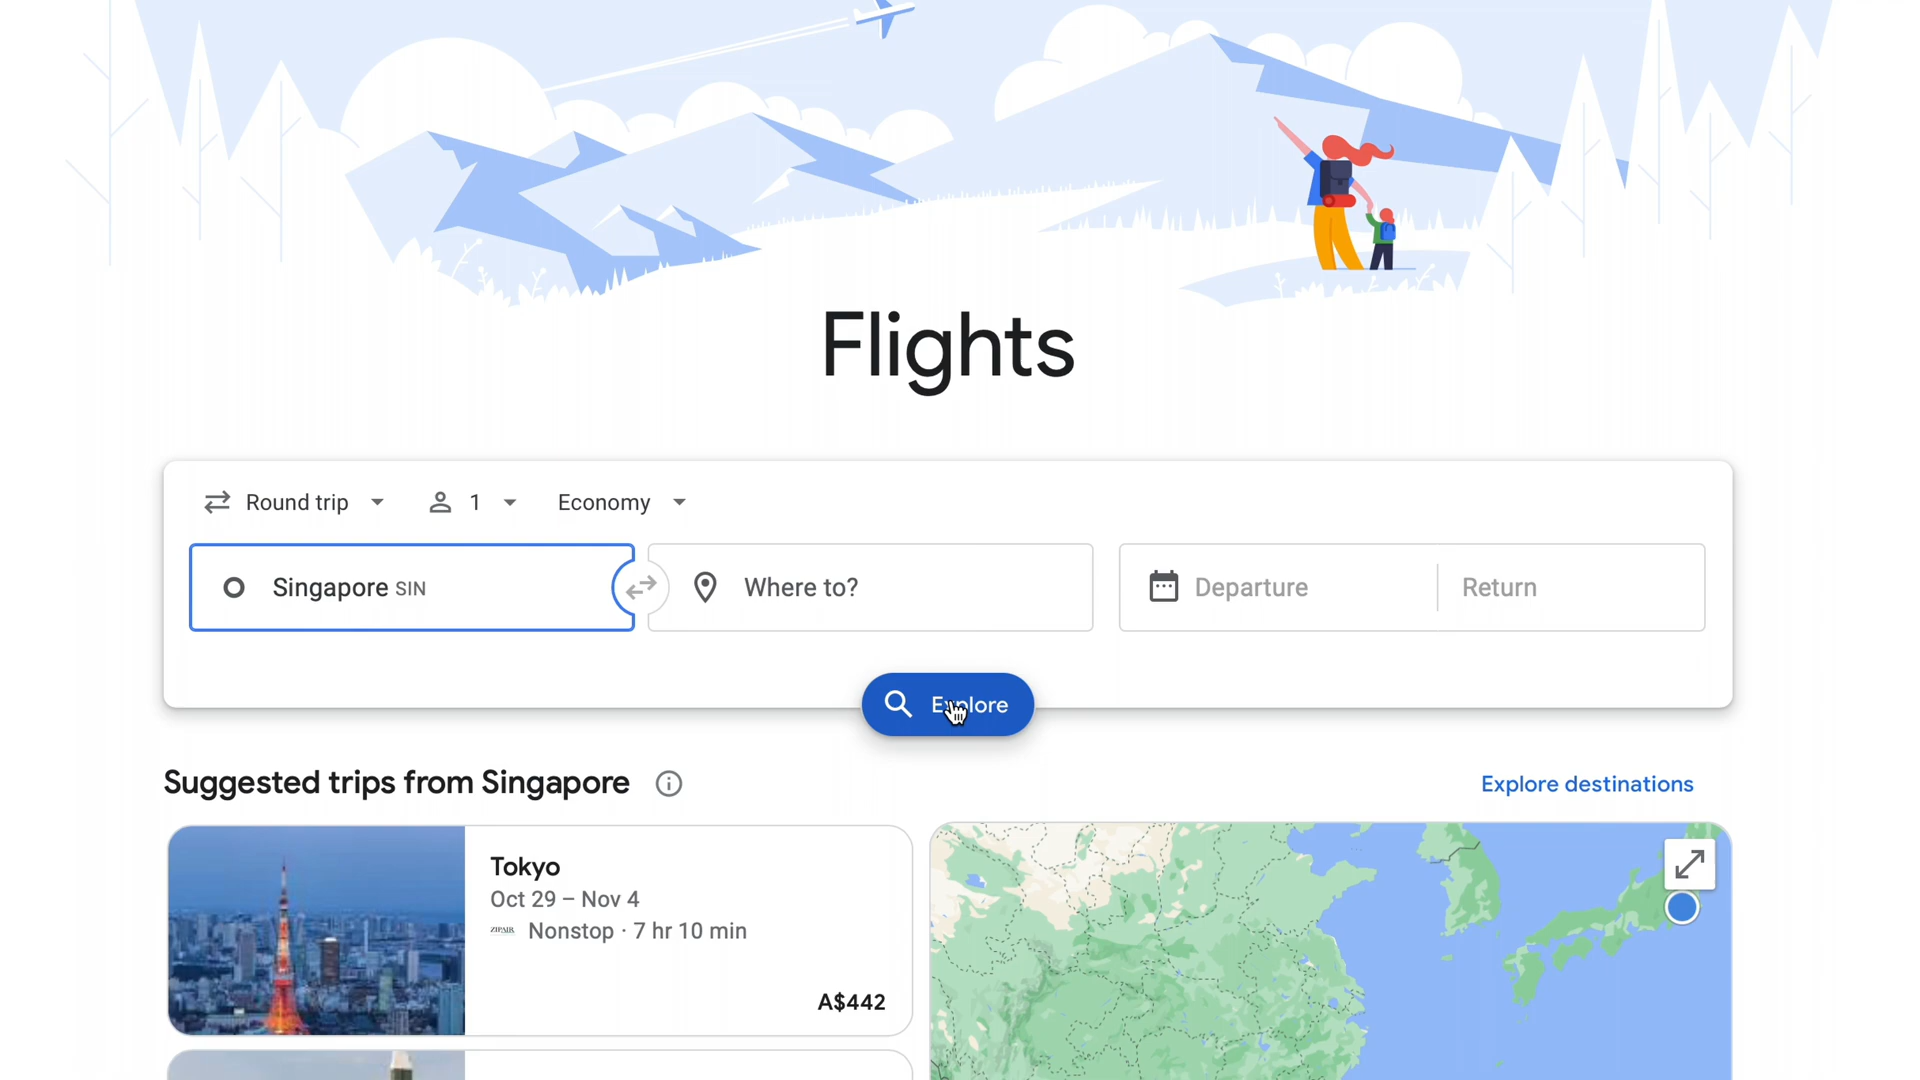 Flights
Round trip 1 Economy
Singapore SIN Where to? Departure Return
Explore
Suggested trips from Singapore Explore destinations
Tokyo
Oct 29 – Nov 4
ZIPAIR Nonstop · 7 hr 10 min
A$442